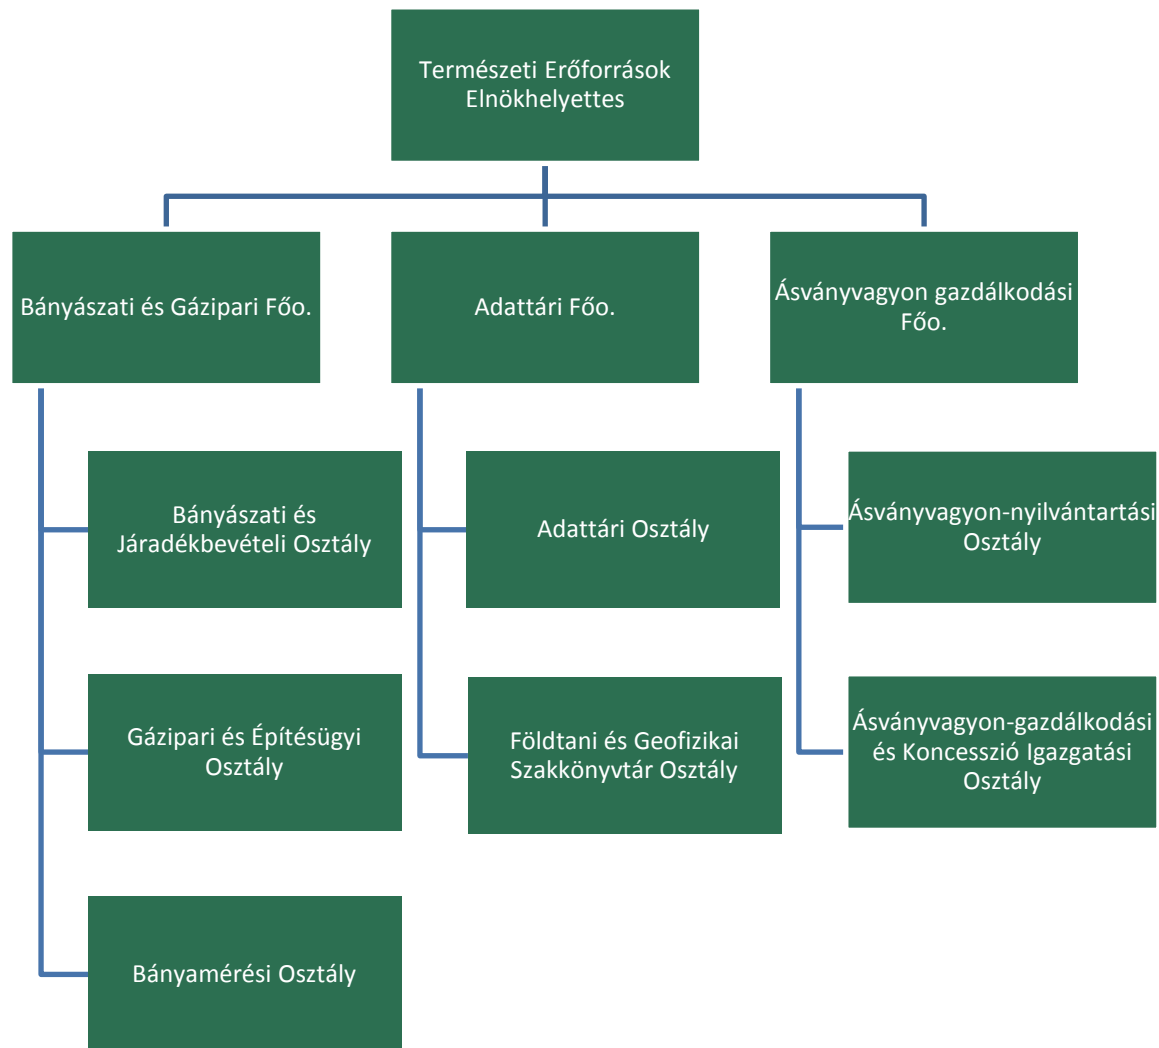 Természeti Erőforrások
Elnökhelyettes
Bányászati és Gázipari Főo.
Adattári Főo.
Ásványvagyon gazdálkodási
Főo.
Bányászati és
Járadékbevételi Osztály
Adattári Osztály
Ásványvagyon-nyilvántartási
Osztály
Gázipari és Építésügyi
Osztály
Földtani és Geofizikai
Szakkönyvtár Osztály
Ásványvagyon-gazdálkodási
és Koncesszió Igazgatási
Osztály
Bányamérési Osztály